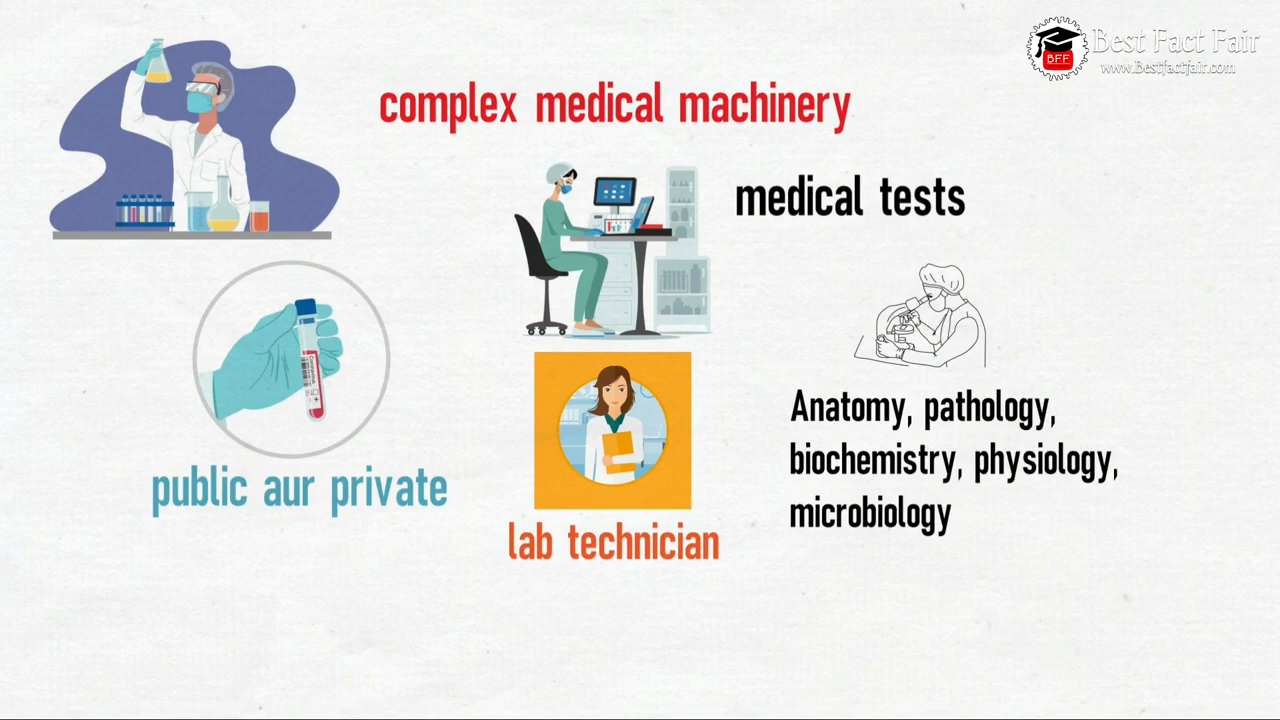 BFF
Best Fact Fair
www.Bestfactfair.com
complex medical machinery
medical tests
Coronavirus
public aur private
lab technician
Anatomy, pathology,
biochemistry, physiology,
microbiology